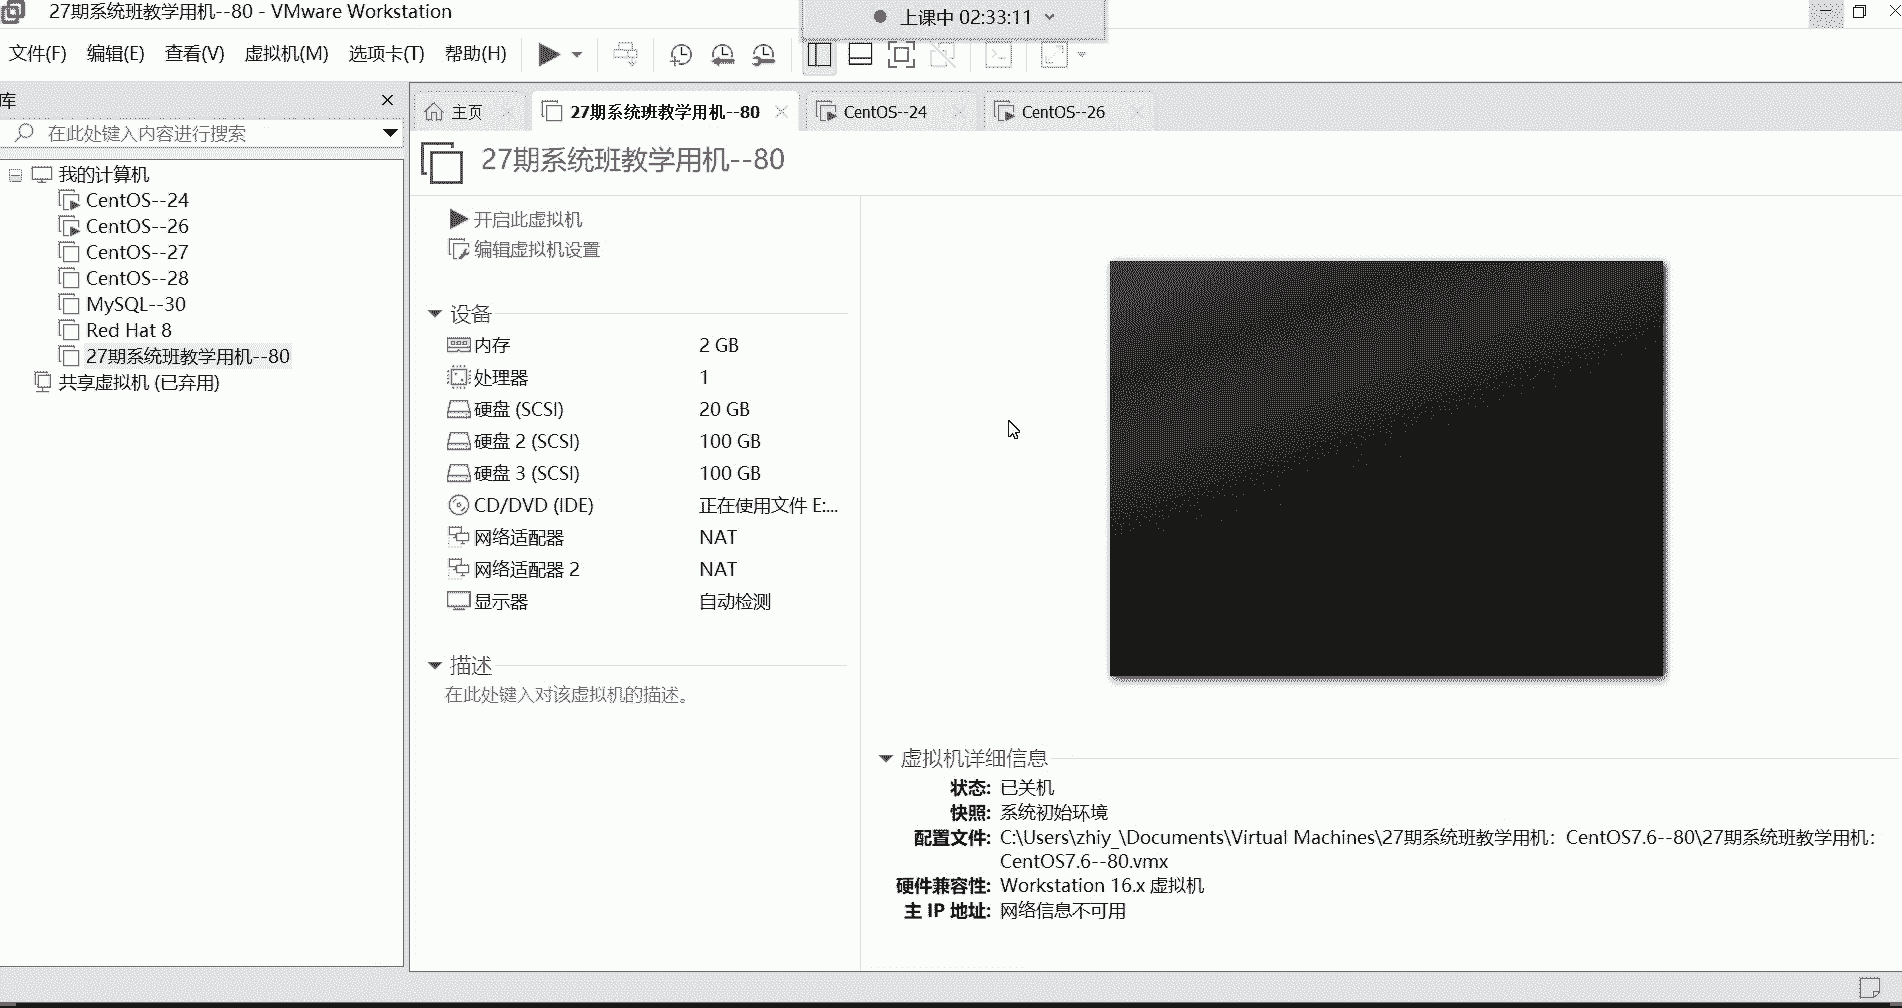 27期系统班教学用机--80 - VMware Workstation
上课中 02:33:11
文件(F) 编辑(E) 查看(V) 虚拟机(M) 选项卡(T) 帮助(H)
库
在此处键入内容进行搜索
我的计算机
CentOS--24
CentOS--26
CentOS--27
CentOS--28
MySQL--30
Red Hat 8
27期系统班教学用机--80
共享虚拟机 (已弃用)
主页 27期系统班教学用机--80 CentOS--24 CentOS--26
27期系统班教学用机--80
开启此虚拟机
编辑虚拟机设置
设备
内存 2 GB
处理器 1
硬盘 (SCSI) 20 GB
硬盘 2 (SCSI) 100 GB
硬盘 3 (SCSI) 100 GB
CD/DVD (IDE) 正在使用文件 E:...
网络适配器 NAT
网络适配器 2 NAT
显示器 自动检测
描述
在此处键入对该虚拟机的描述。
虚拟机详细信息
状态: 已关机
快照: 系统初始环境
配置文件: C:\Users\zhiy_\Documents\Virtual Machines\27期系统班教学用机：CentOS7.6--80\27期系统班教学用机：
CentOS7.6--80.vmx
硬件兼容性: Workstation 16.x 虚拟机
主 IP 地址: 网络信息不可用